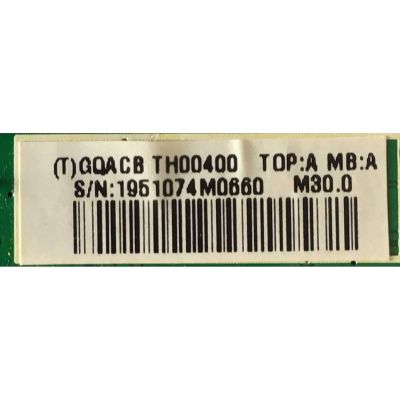 (T)GQACB TH00400 TOP:A MB:A
S/N:1951074M0660 M30.0